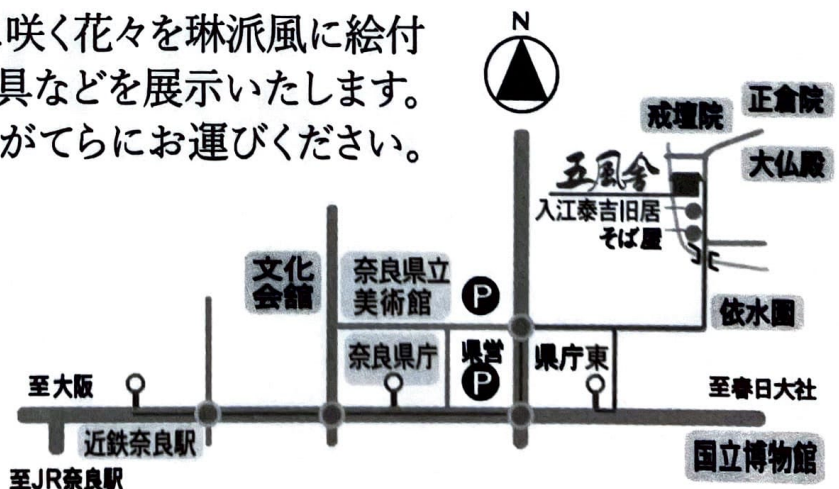 咲く花々を琳派風に絵付
具などを展示いたします。
がてらにお運びください。
N
戒壇院
正倉院
大仏殿
五風舎
入江泰吉旧居
そば屋
文化
会館
奈良県立
美術館
P
依水園
奈良県庁
県営
P
県庁東
至大阪
至春日大社
近鉄奈良駅
国立博物館
至JR奈良駅